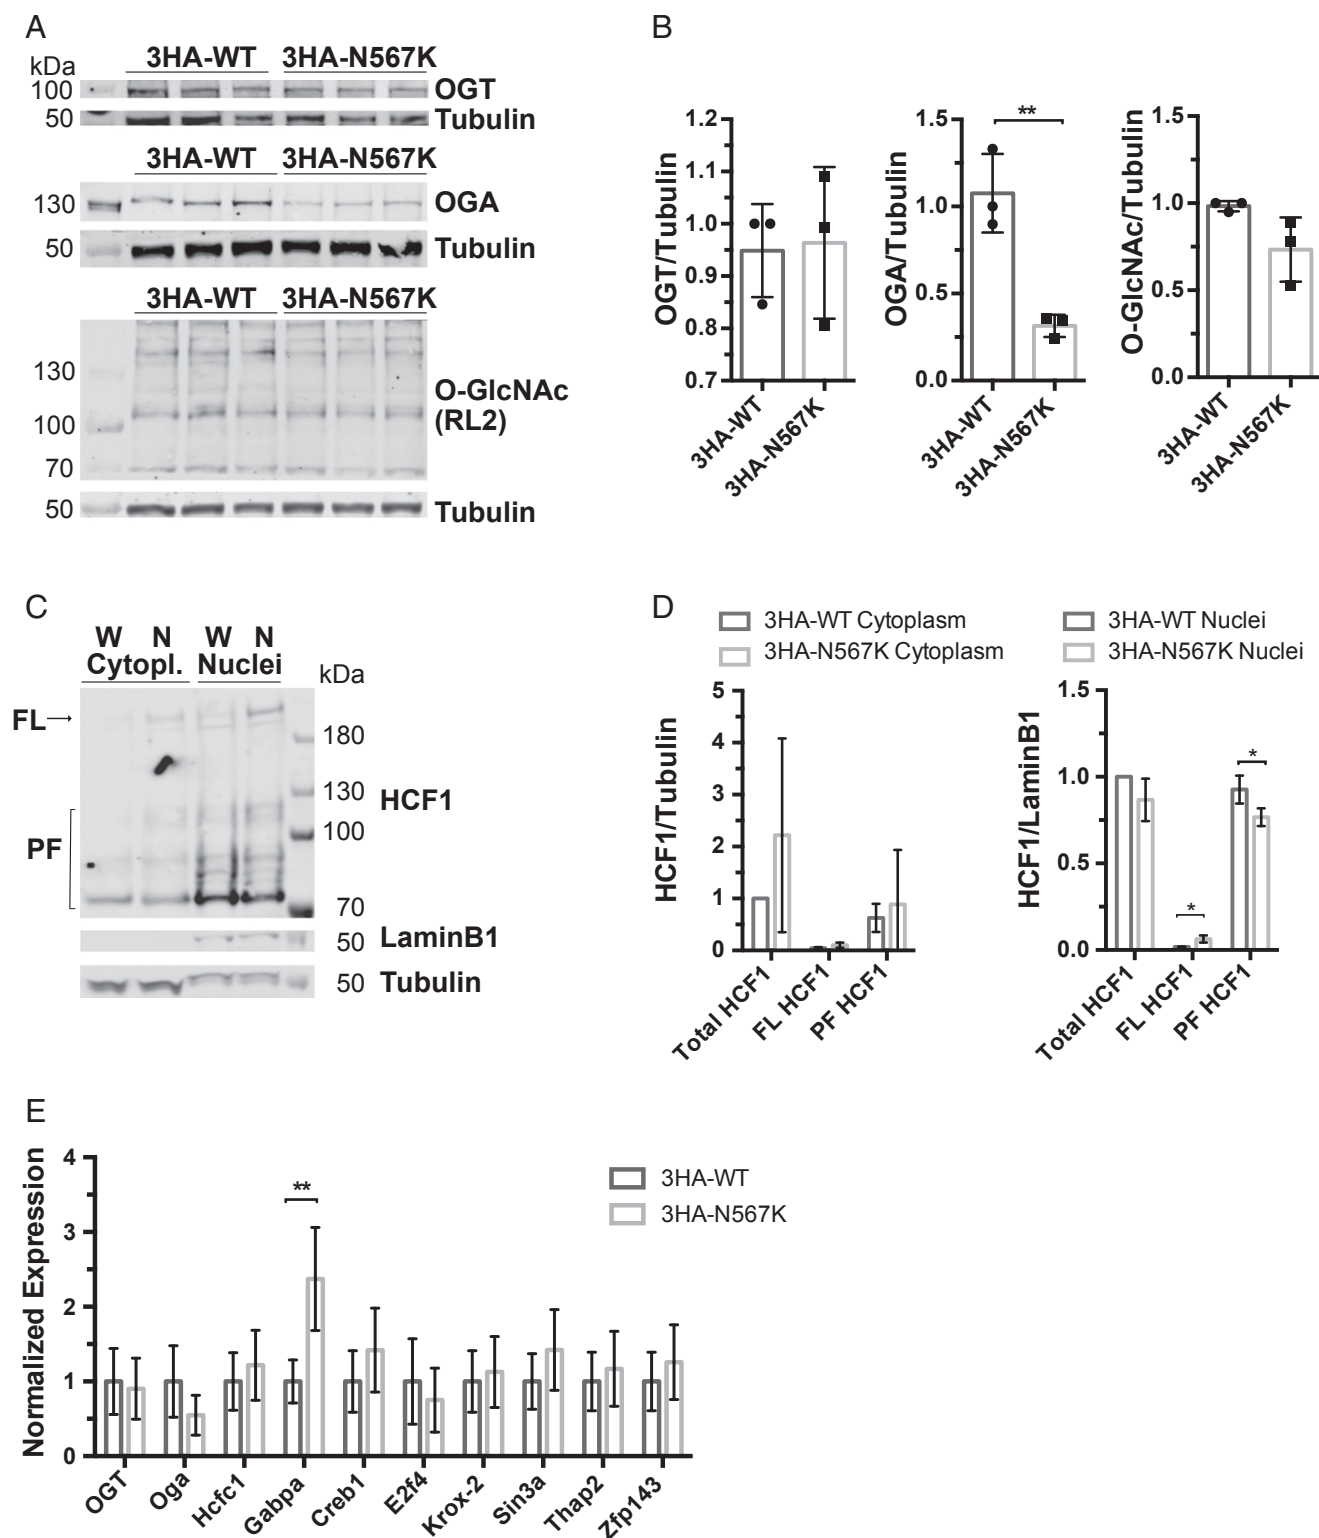 A
3HA-WT 3HA-N567K
kDa
100 OGT
50 Tubulin
3HA-WT 3HA-N567K
130 OGA
50 Tubulin
3HA-WT 3HA-N567K
130
O-GlcNAc
100 (RL2)
70
50 Tubulin
B
OGT/Tubulin
1.2
1.1
1.0
0.9
0.8
0.7
3HA-WT
3HA-N567K
OGA/Tubulin
1.5
1.0
0.5
0.0
**
3HA-WT
3HA-N567K
O-GlcNAc/Tubulin
1.5
1.0
0.5
0.0
3HA-WT
3HA-N567K
C
W N W N
Cytopl. Nuclei
kDa
FL→
180
130 HCF1
100
PF
70
50 LaminB1
50 Tubulin
D
3HA-WT Cytoplasm
3HA-N567K Cytoplasm
HCF1/Tubulin
5
4
3
2
1
0
Total HCF1
FL HCF1
PF HCF1
3HA-WT Nuclei
3HA-N567K Nuclei
HCF1/LaminB1
1.5
1.0
0.5
0.0
*
*
Total HCF1
FL HCF1
PF HCF1
E
Normalized Expression
4
3
2
1
0
**
3HA-WT
3HA-N567K
OGT
Oga
Hcfc1
Gabpa
Creb1
E2f4
Krox-2
Sin3a
Thap2
Zfp143